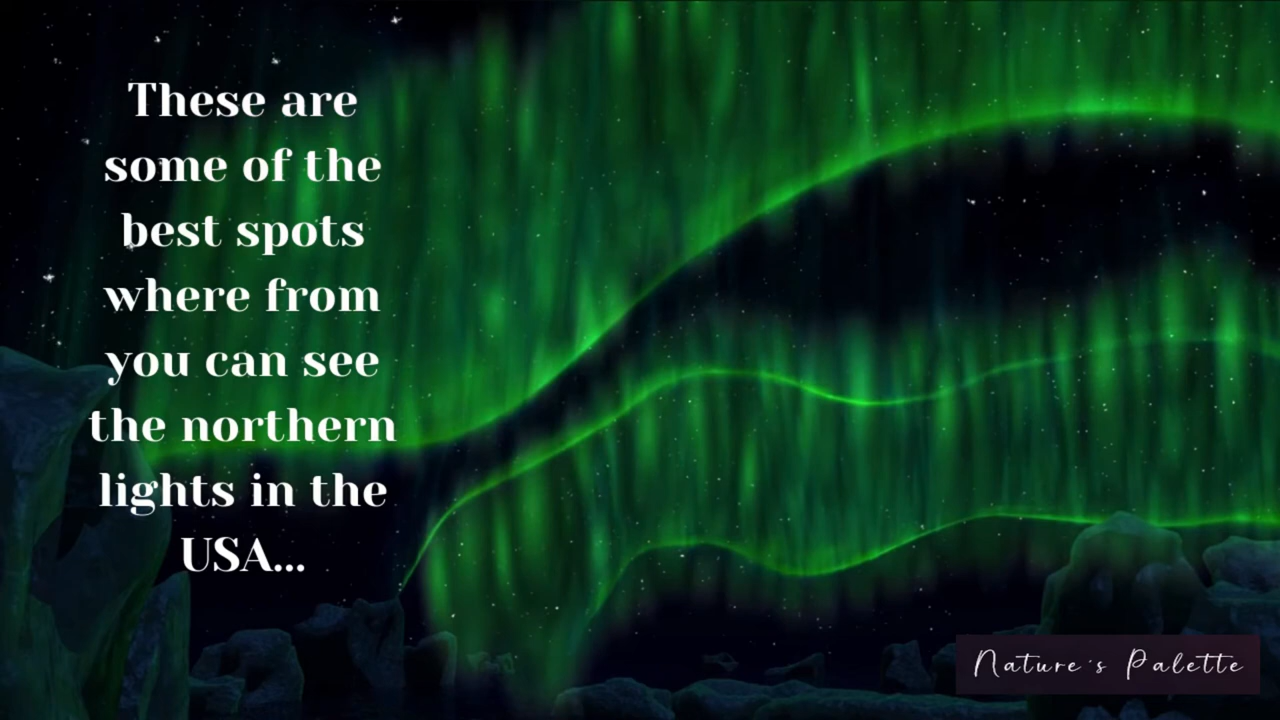 These are
some of the
best spots
where from
you can see
the northern
lights in the
USA...
Nature's Palette